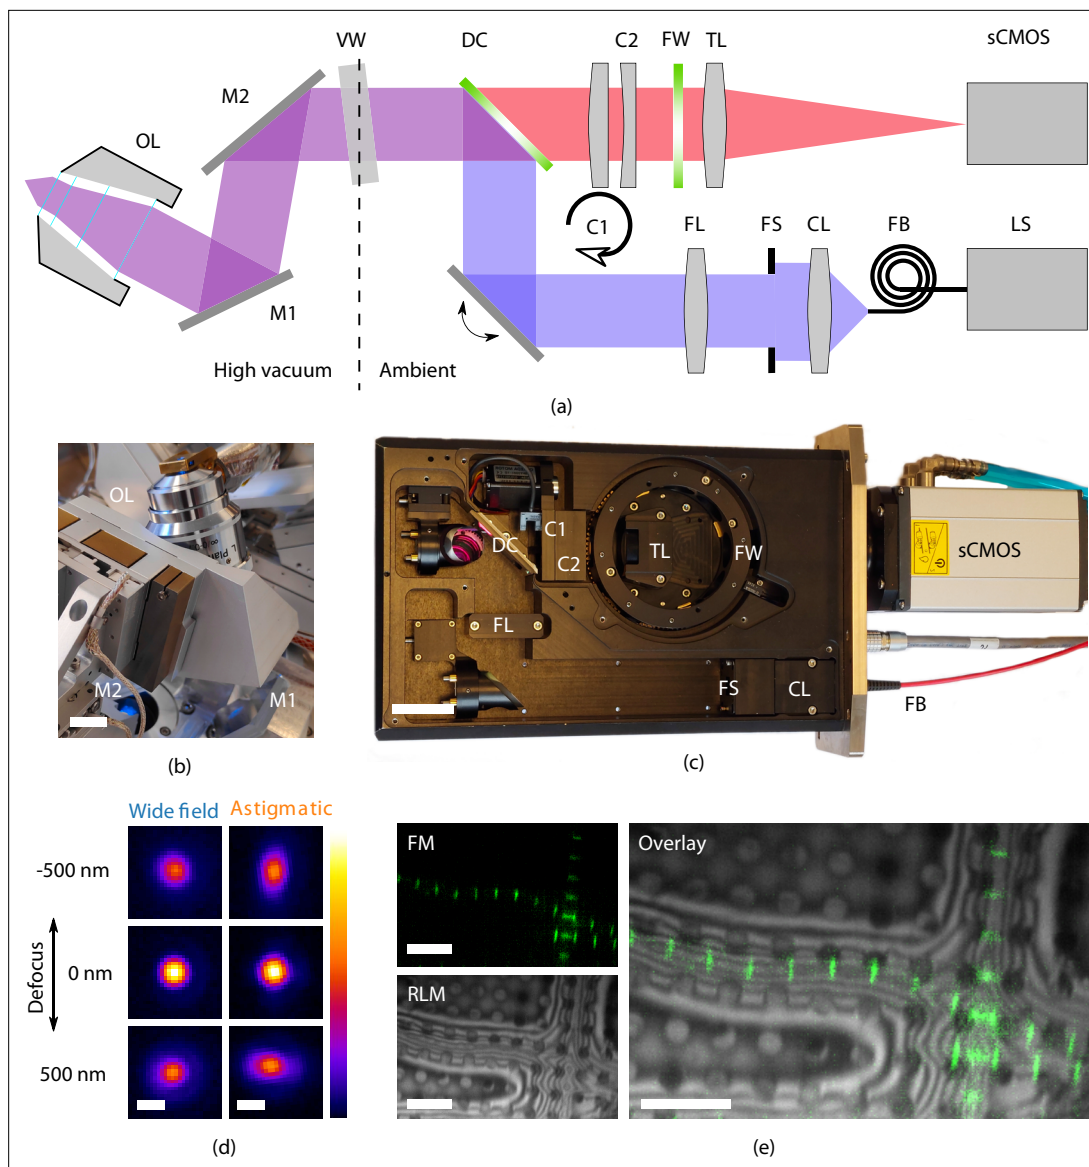 VW DC C2 FW TL sCMOS
M2
OL
C1 FL FS CL FB LS
M1
High vacuum Ambient
(a)
OL
M2
M1
(b)
DC C1 C2 TL FW sCMOS
FL
FS CL
FB
(c)
Wide field Astigmatic
-500 nm
0 nm
500 nm
Defocus
(d)
FM
RLM
Overlay
(e)